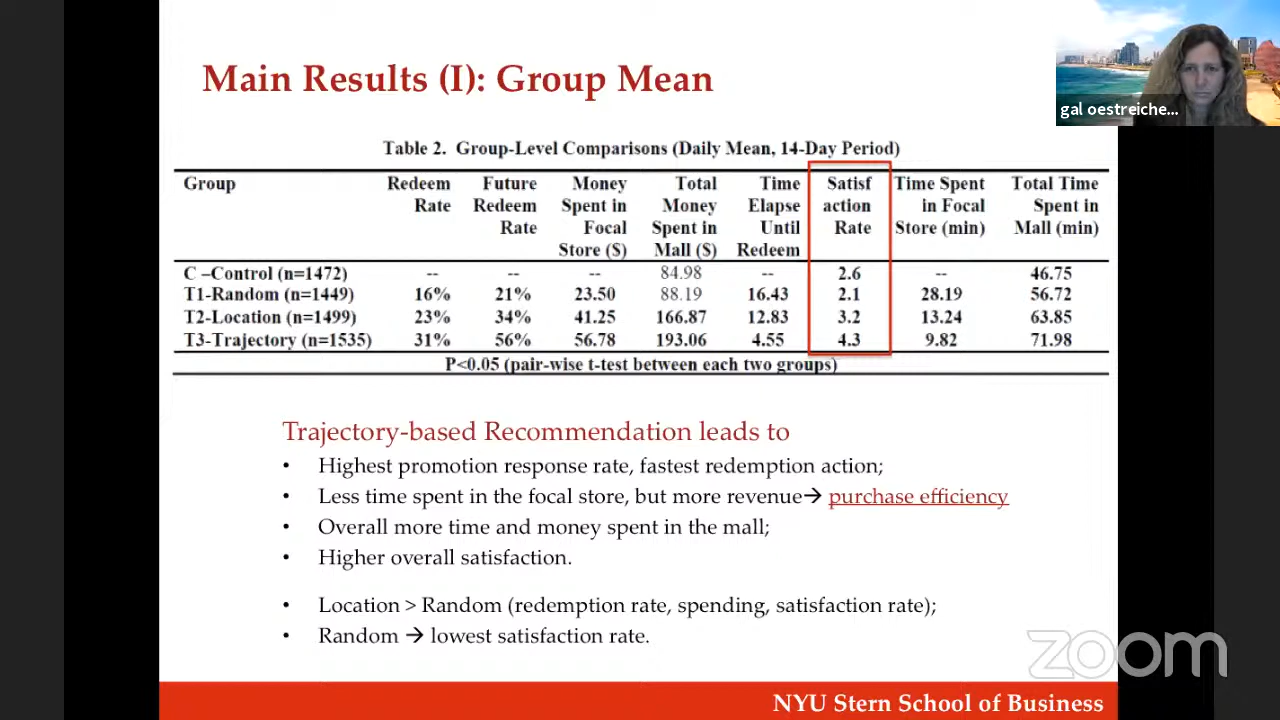 Main Results (I): Group Mean
gal oestreiche...
Table 2. Group-Level Comparisons (Daily Mean, 14-Day Period)
Group Redeem Rate Future Redeem Rate Money Spent in Focal Store ($) Total Money Spent in Mall ($) Time Elapse Until Redeem Satisf action Rate Time Spent in Focal Store (min) Total Time Spent in Mall (min)
C –Control (n=1472) -- -- -- 84.98 -- 2.6 -- 46.75
T1-Random (n=1449) 16% 21% 23.50 88.19 16.43 2.1 28.19 56.72
T2-Location (n=1499) 23% 34% 41.25 166.87 12.83 3.2 13.24 63.85
T3-Trajectory (n=1535) 31% 56% 56.78 193.06 4.55 4.3 9.82 71.98
P<0.05 (pair-wise t-test between each two groups)
Trajectory-based Recommendation leads to
• Highest promotion response rate, fastest redemption action;
• Less time spent in the focal store, but more revenue→ purchase efficiency
• Overall more time and money spent in the mall;
• Higher overall satisfaction.
• Location > Random (redemption rate, spending, satisfaction rate);
• Random → lowest satisfaction rate.
zoom
NYU Stern School of Business